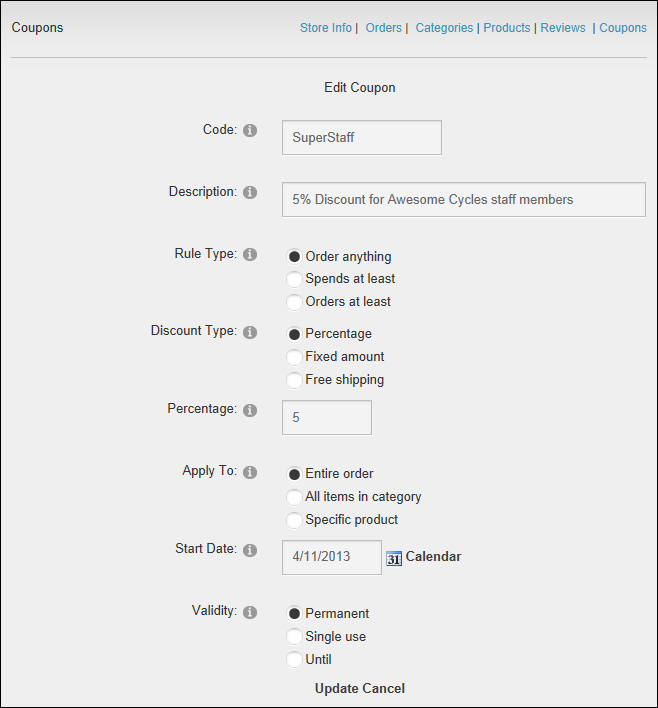 Coupons Store Info | Orders | Categories | Products | Reviews | Coupons
Edit Coupon
Code: SuperStaff
Description: 5% Discount for Awesome Cycles staff members
Rule Type: Order anything
Spends at least
Orders at least
Discount Type: Percentage
Fixed amount
Free shipping
Percentage: 5
Apply To: Entire order
All items in category
Specific product
Start Date: 4/11/2013 31 Calendar
Validity: Permanent
Single use
Until
Update Cancel